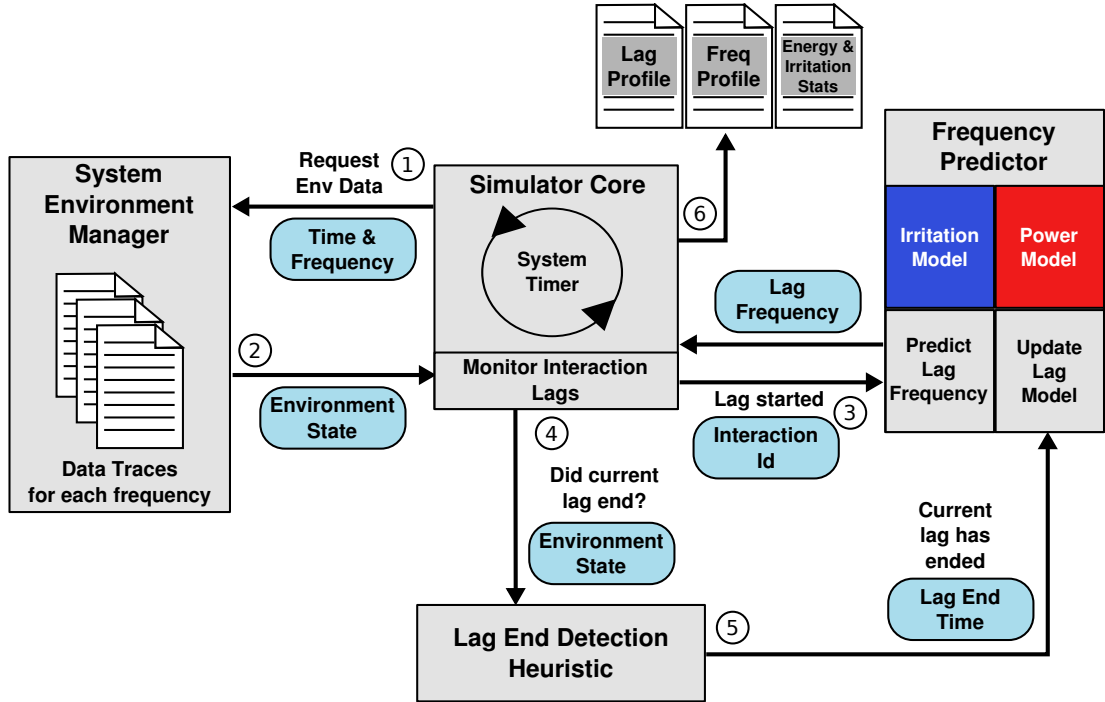 Lag
Profile
Freq
Profile
Energy &
Irritation
Stats
System
Environment
Manager
Data Traces
for each frequency
Request
Env Data
1
Time &
Frequency
2
Environment
State
Simulator Core
System
Timer
Monitor Interaction
Lags
6
Lag
Frequency
Lag started
3
Interaction
Id
Frequency
Predictor
Irritation
Model
Power
Model
Predict
Lag
Frequency
Update
Lag
Model
4
Did current
lag end?
Environment
State
Lag End Detection
Heuristic
5
Current
lag has
ended
Lag End
Time